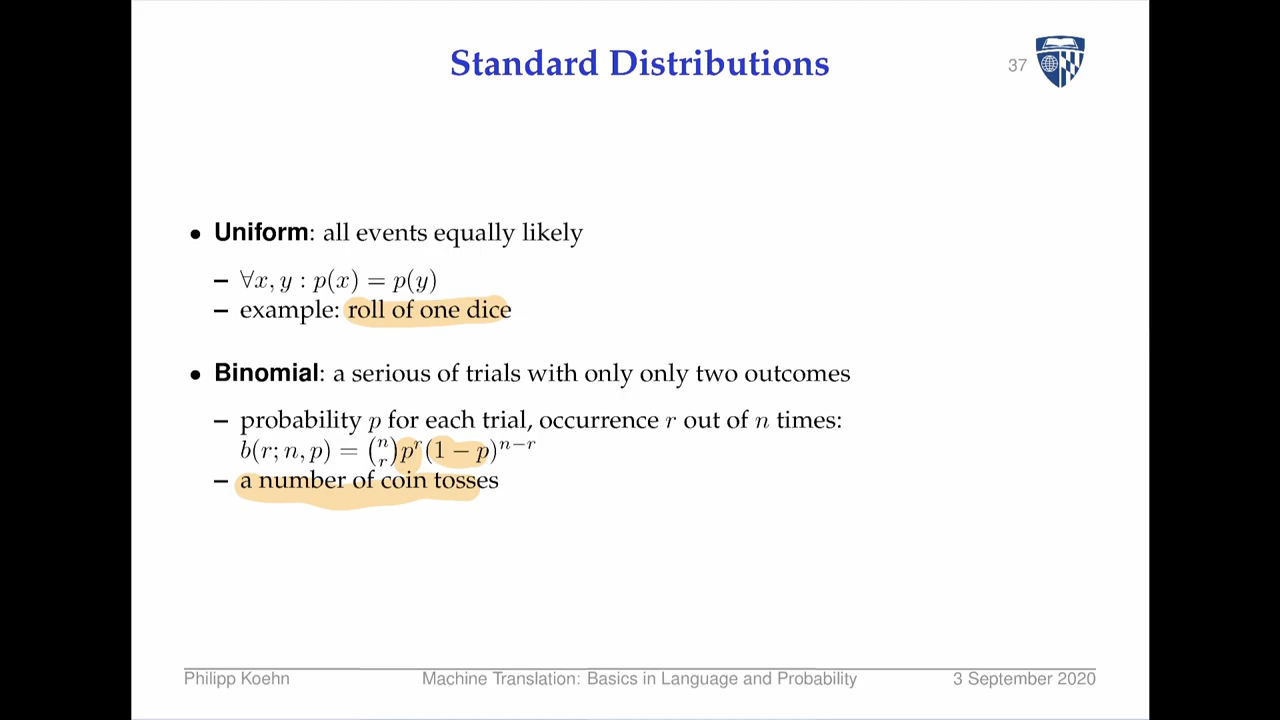 Standard Distributions
37
• Uniform: all events equally likely
– ∀x, y : p(x) = p(y)
– example: roll of one dice
• Binomial: a serious of trials with only only two outcomes
– probability p for each trial, occurrence r out of n times:
b(r; n, p) = (n r)p^r(1 − p)^{n−r}
– a number of coin tosses
Philipp Koehn Machine Translation: Basics in Language and Probability 3 September 2020